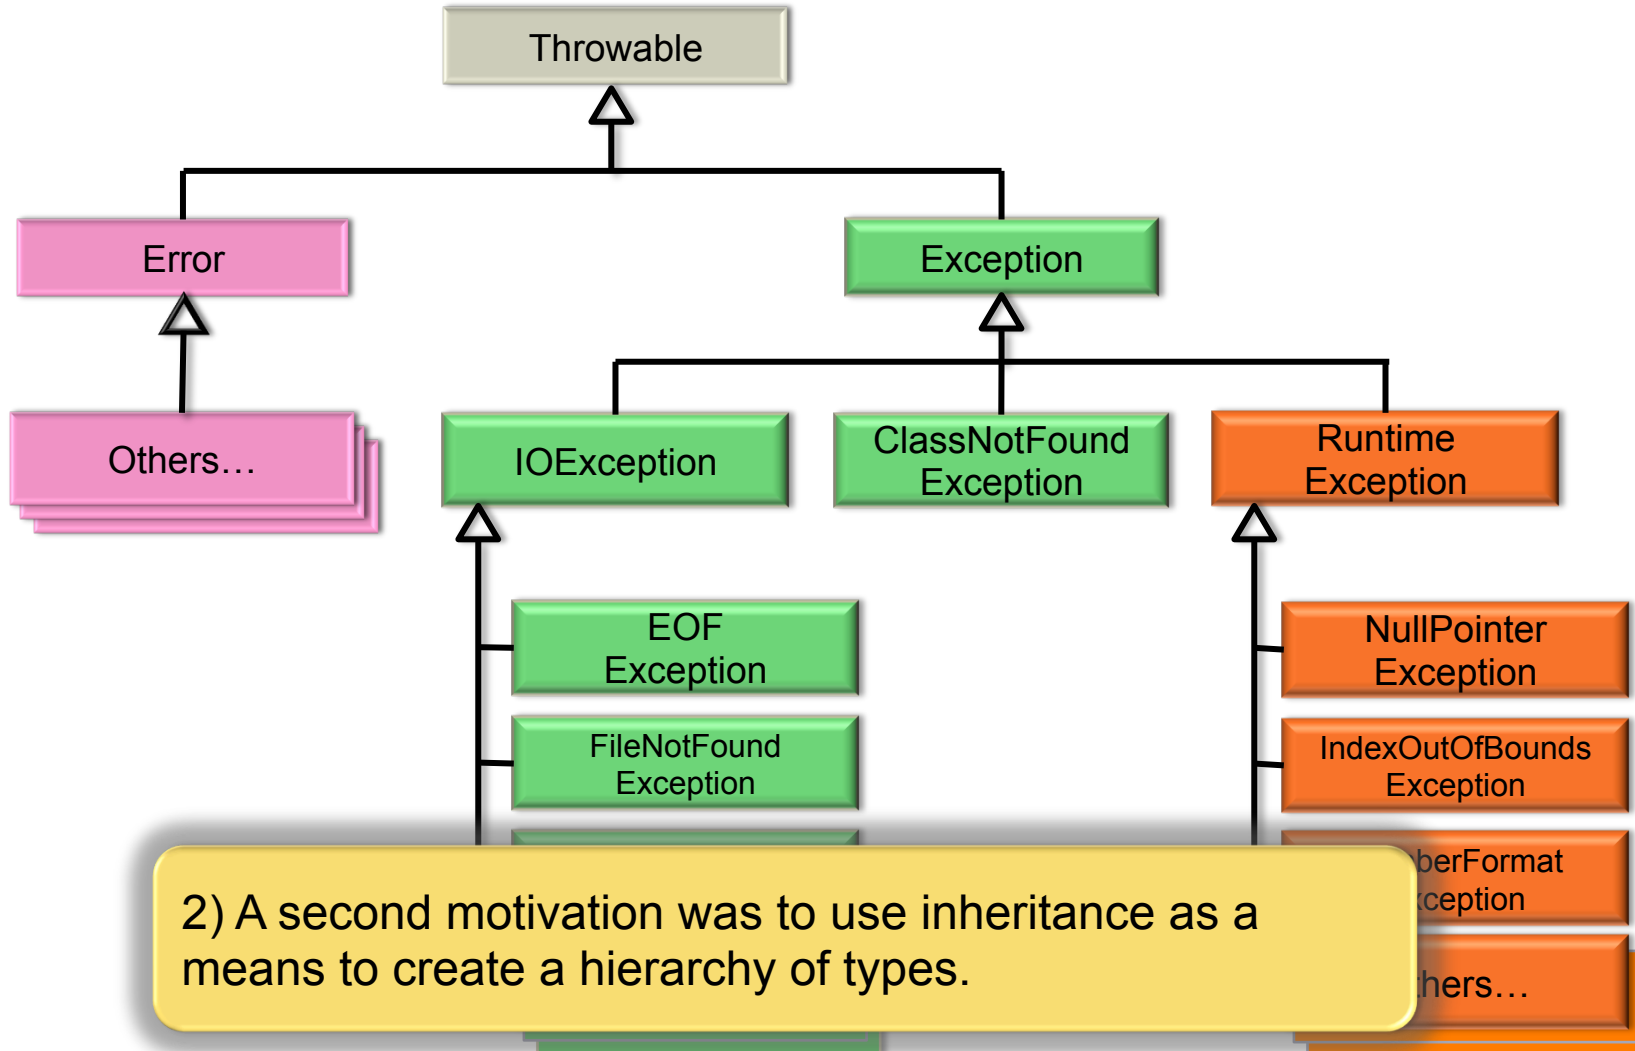 Throwable
Error
Exception
Others…
IOException
ClassNotFound
Exception
Runtime
Exception
EOF
Exception
NullPointer
Exception
FileNotFound
Exception
IndexOutOfBounds
Exception
2) A second motivation was to use inheritance as a
means to create a hierarchy of types.